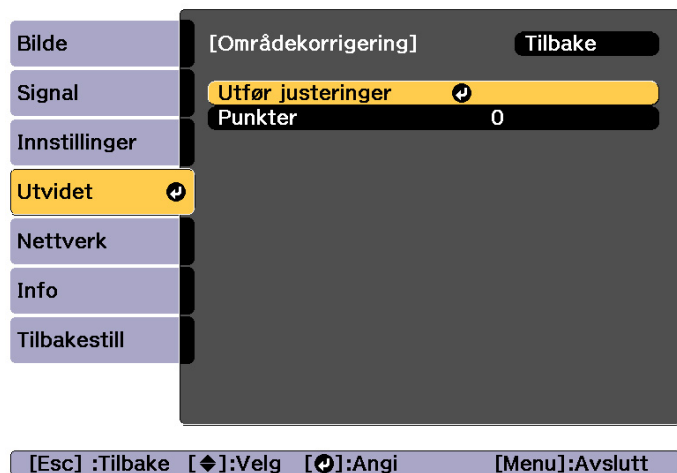 Bilde
Signal
Innstillinger
Utvidet
Nettverk
Info
Tilbakestill
[Områdekorrigering] Tilbake
Utfør justeringer
Punkter 0
[Esc] :Tilbake [◆]:Velg [↵]:Angi [Menu]:Avslutt